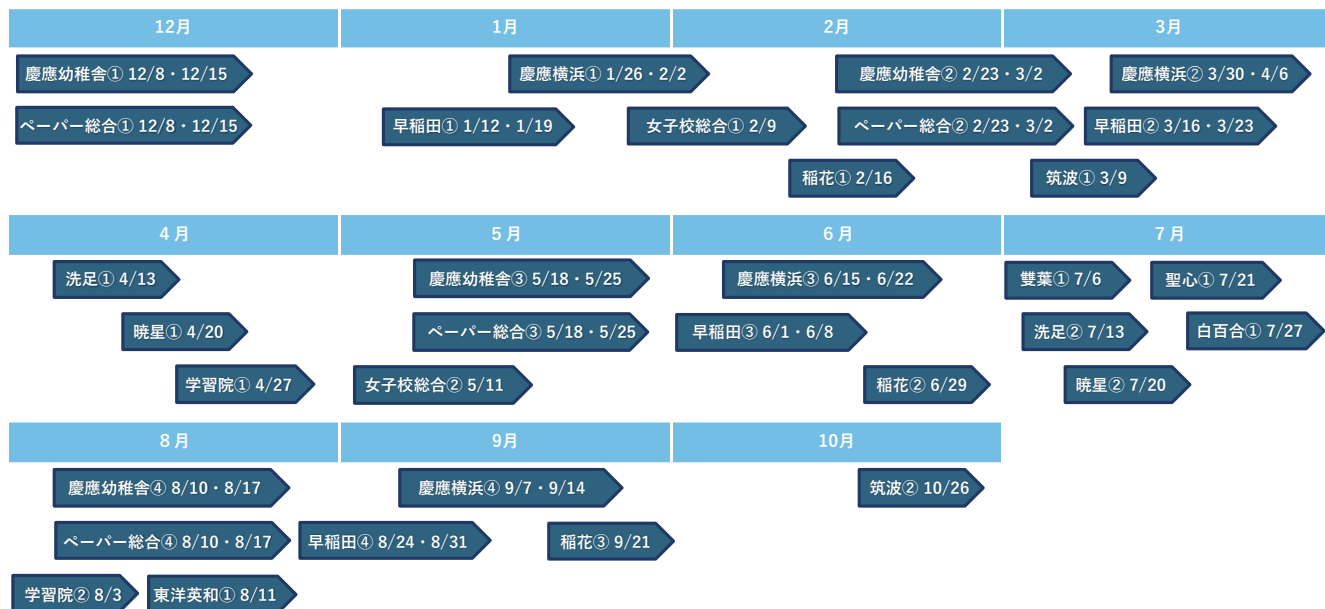 12月
1月
2月
3月
慶應幼稚舎① 12/8・12/15
慶應横浜① 1/26・2/2
慶應幼稚舎② 2/23・3/2
慶應横浜② 3/30・4/6
ペーパー総合① 12/8・12/15
早稲田① 1/12・1/19
女子校総合① 2/9
ペーパー総合② 2/23・3/2
早稲田② 3/16・3/23
稲花① 2/16
筑波① 3/9
4月
5月
6月
7月
洗足① 4/13
慶應幼稚舎③ 5/18・5/25
慶應横浜③ 6/15・6/22
雙葉① 7/6
聖心① 7/21
暁星① 4/20
ペーパー総合③ 5/18・5/25
早稲田③ 6/1・6/8
洗足② 7/13
白百合① 7/27
学習院① 4/27
女子校総合② 5/11
稲花② 6/29
暁星② 7/20
8月
9月
10月
慶應幼稚舎④ 8/10・8/17
慶應横浜④ 9/7・9/14
筑波② 10/26
ペーパー総合④ 8/10・8/17
早稲田④ 8/24・8/31
稲花③ 9/21
学習院② 8/3
東洋英和① 8/11